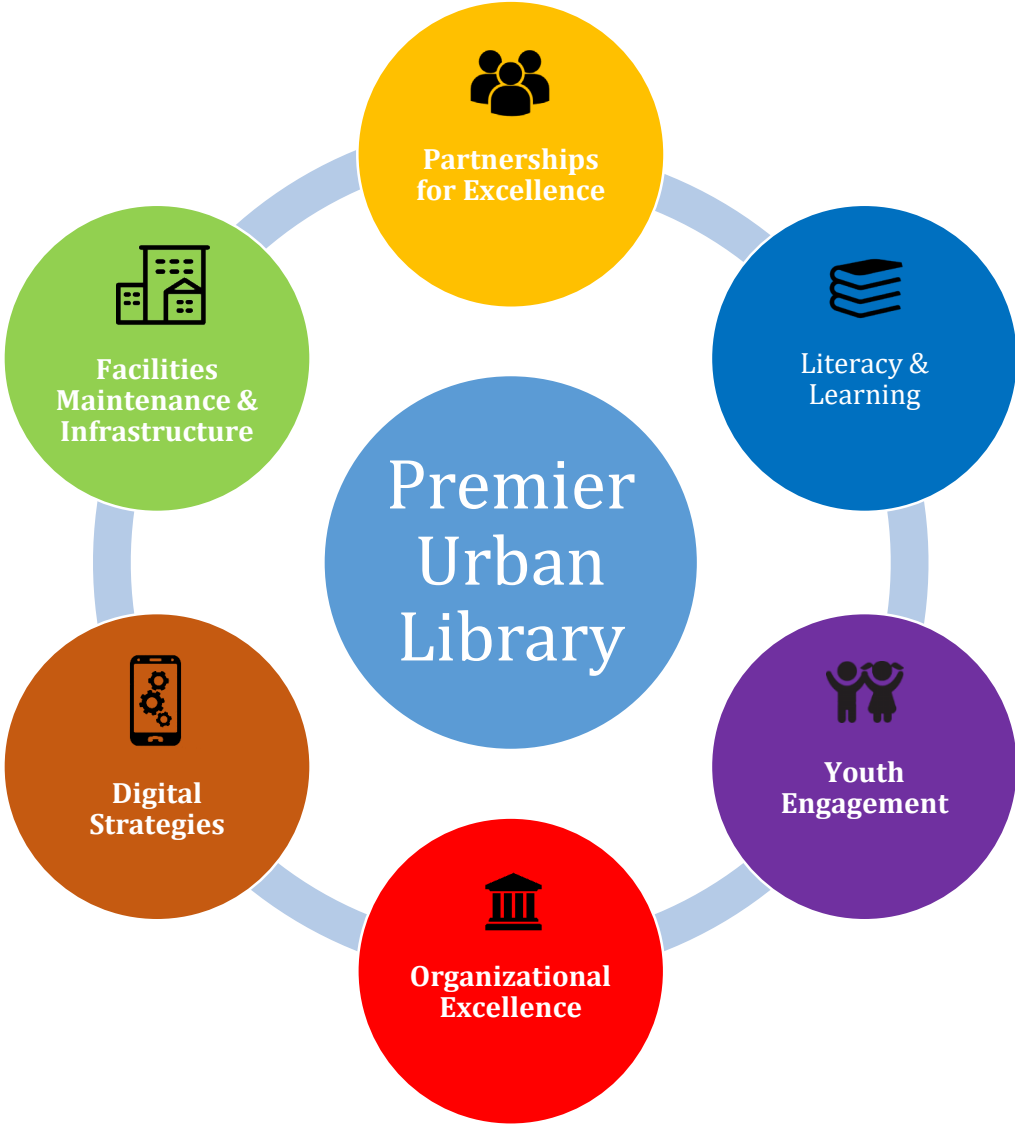 Partnerships
for Excellence
Literacy &
Learning
Youth
Engagement
Organizational
Excellence
Digital
Strategies
Facilities
Maintenance &
Infrastructure
Premier
Urban
Library